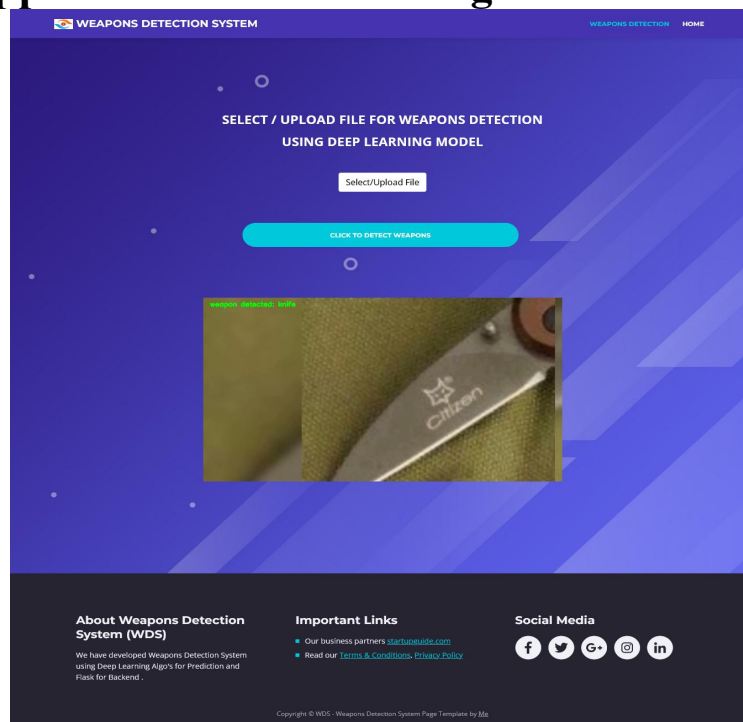 WEAPONS DETECTION SYSTEM
WEAPONS DETECTION HOME
SELECT / UPLOAD FILE FOR WEAPONS DETECTION
USING DEEP LEARNING MODEL
Select/Upload File
CLICK TO DETECT WEAPONS
weapon detected: knife
Citizen
About Weapons Detection
System (WDS)
We have developed Weapons Detection System
using Deep Learning Algo's for Prediction and
Flask for Backend .
Important Links
Our business partners startupguide.com
Read our Terms & Conditions, Privacy Policy
Social Media
Copyright © WDS - Weapons Detection System Page Template by Me